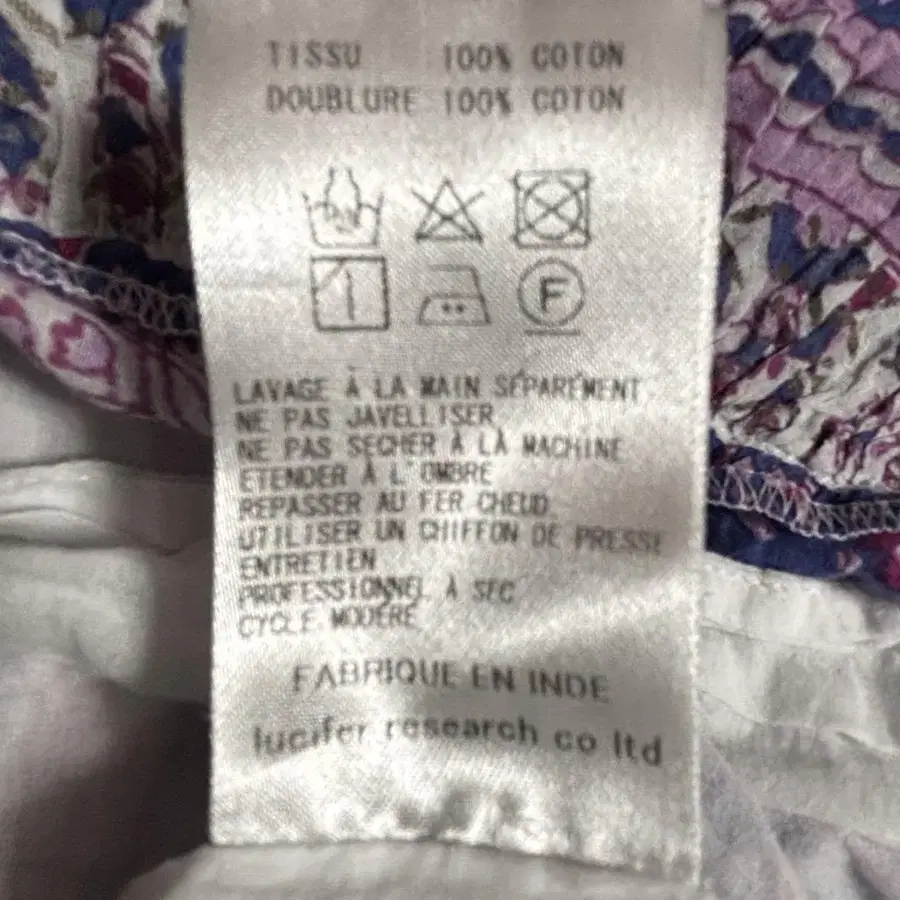 TISSU 100% COTON
DOUBLURE 100% COTON
F
LAVAGE À LA MAIN SÉPARÉMENT
NE PAS JAVELLISER
NE PAS SECHER À LA MACHINE
ETENDER À L'OMBRE
REPASSER AU FER CHEUD
UTILISER UN CHIFFON DE PRESSE
ENTRETIEN
PROFESSIONNEL À SEC
CYCLE MODÉRÉ
FABRIQUE EN INDE
lucifer research co ltd